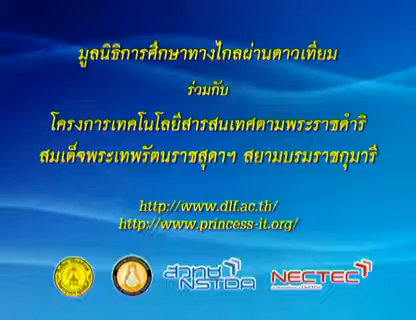 มูลนิธิการศึกษาทางไกลผ่านดาวเทียม
ร่วมกับ
โครงการเทคโนโลยีสารสนเทศตามพระราชดำริ
สมเด็จพระเทพรัตนราชสุดาฯ สยามบรมราชกุมารี
http://www.dlf.ac.th/
http://www.princess-it.org/
สวทช NECTEC
NSTDA